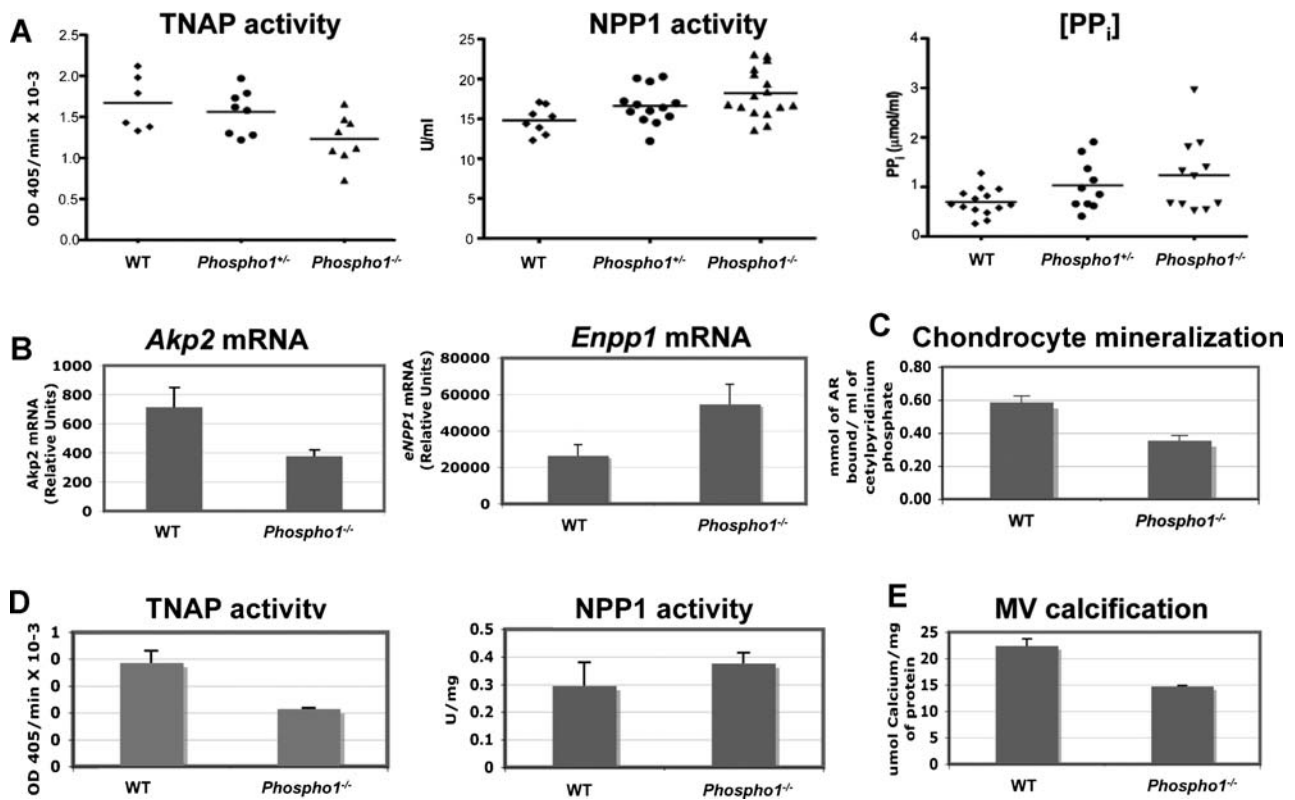 A
TNAP activity
OD 405/min X 10-3
2.5
2.0
1.5
1.0
0.5
0.0
WT
Phospho1+/-
Phospho1-/-
NPP1 activity
U/ml
25
20
15
10
5
0
WT
Phospho1+/-
Phospho1-/-
[PPi]
PPi (μmol/ml)
4
3
2
1
0
WT
Phospho1+/-
Phospho1-/-
B
Akp2 mRNA
Akp2 mRNA
(Relative Units)
1000
800
600
400
200
0
WT
Phospho1-/-
Enpp1 mRNA
eNPP1 mRNA
(Relative Units)
80000
60000
40000
20000
0
WT
Phospho1-/-
C
Chondrocyte mineralization
mmol of AR
bound/ ml of
cetylpyridinium
phosphate
0.60
0.40
0.20
0.00
WT
Phospho1-/-
D
TNAP activitv
OD 405/min X 10-3
1
0
0
0
0
0
WT
Phospho1-/-
NPP1 activity
U/mg
0.5
0.4
0.3
0.2
0.1
0
WT
Phospho1-/-
E
MV calcification
umol Calcium/mg
of protein
25
20
15
10
5
0
WT
Phospho1-/-